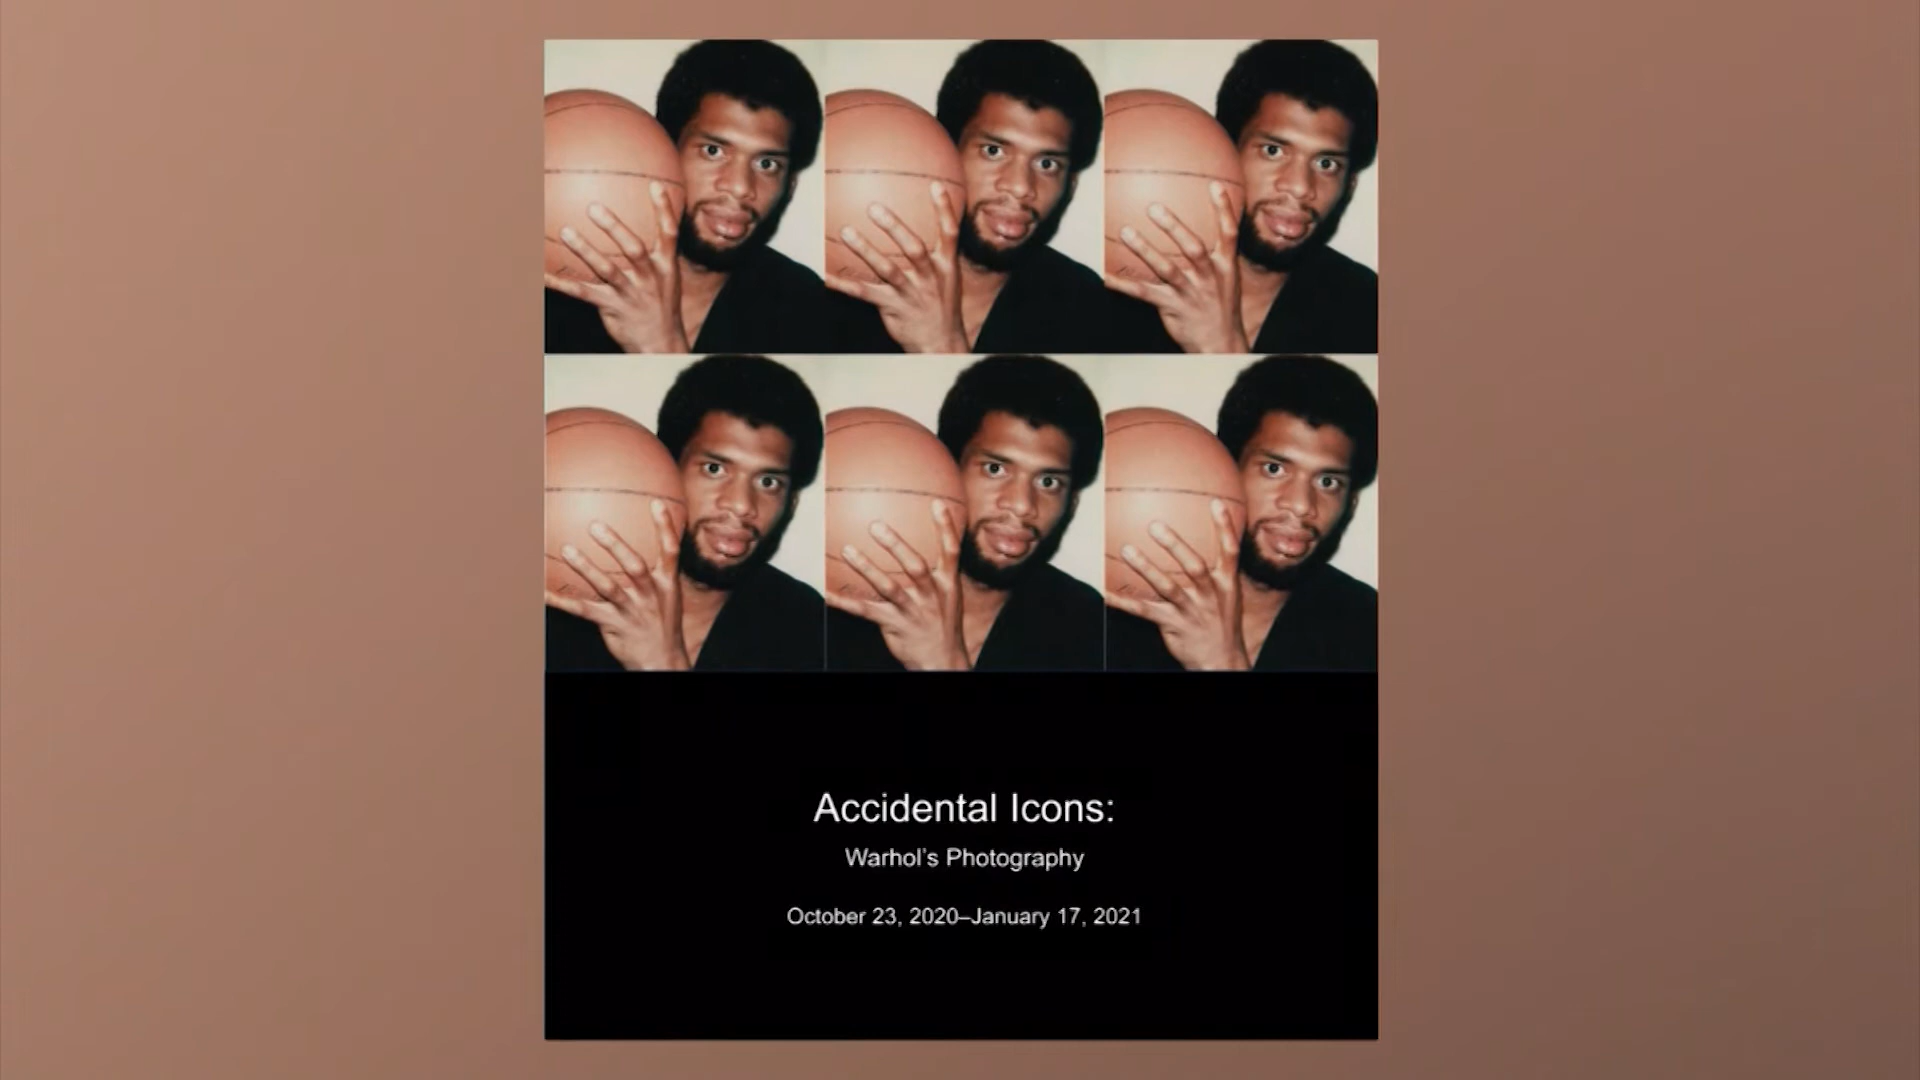 Accidental Icons:
Warhol's Photography
October 23, 2020–January 17, 2021